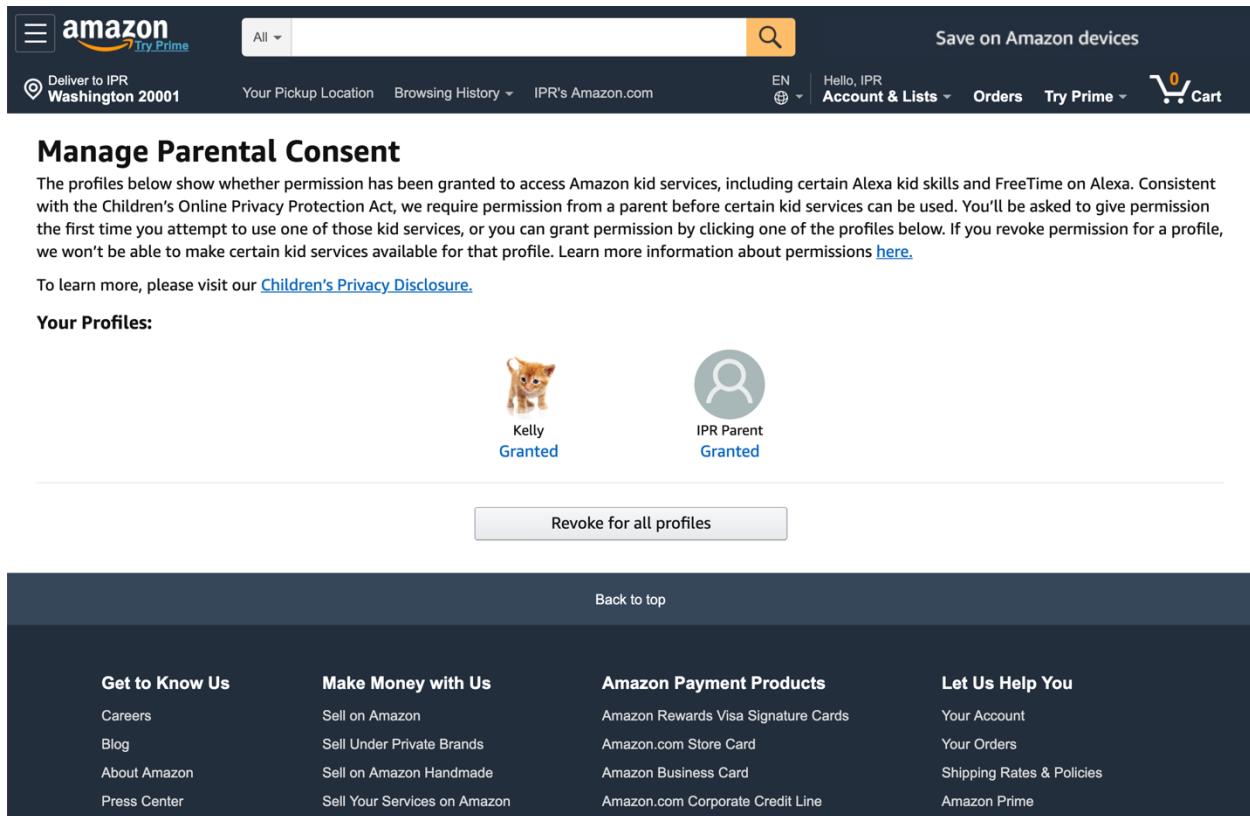 amazon
Try Prime
All
Save on Amazon devices
Deliver to IPR
Washington 20001
Your Pickup Location
Browsing History
IPR's Amazon.com
EN
Hello, IPR
Account & Lists
Orders
Try Prime
0
Cart
Manage Parental Consent
The profiles below show whether permission has been granted to access Amazon kid services, including certain Alexa kid skills and FreeTime on Alexa. Consistent
with the Children’s Online Privacy Protection Act, we require permission from a parent before certain kid services can be used. You’ll be asked to give permission
the first time you attempt to use one of those kid services, or you can grant permission by clicking one of the profiles below. If you revoke permission for a profile,
we won’t be able to make certain kid services available for that profile. Learn more information about permissions here.
To learn more, please visit our Children’s Privacy Disclosure.
Your Profiles:
Kelly
Granted
IPR Parent
Granted
Revoke for all profiles
Back to top
Get to Know Us
Careers
Blog
About Amazon
Press Center
Make Money with Us
Sell on Amazon
Sell Under Private Brands
Sell on Amazon Handmade
Sell Your Services on Amazon
Amazon Payment Products
Amazon Rewards Visa Signature Cards
Amazon.com Store Card
Amazon Business Card
Amazon.com Corporate Credit Line
Let Us Help You
Your Account
Your Orders
Shipping Rates & Policies
Amazon Prime